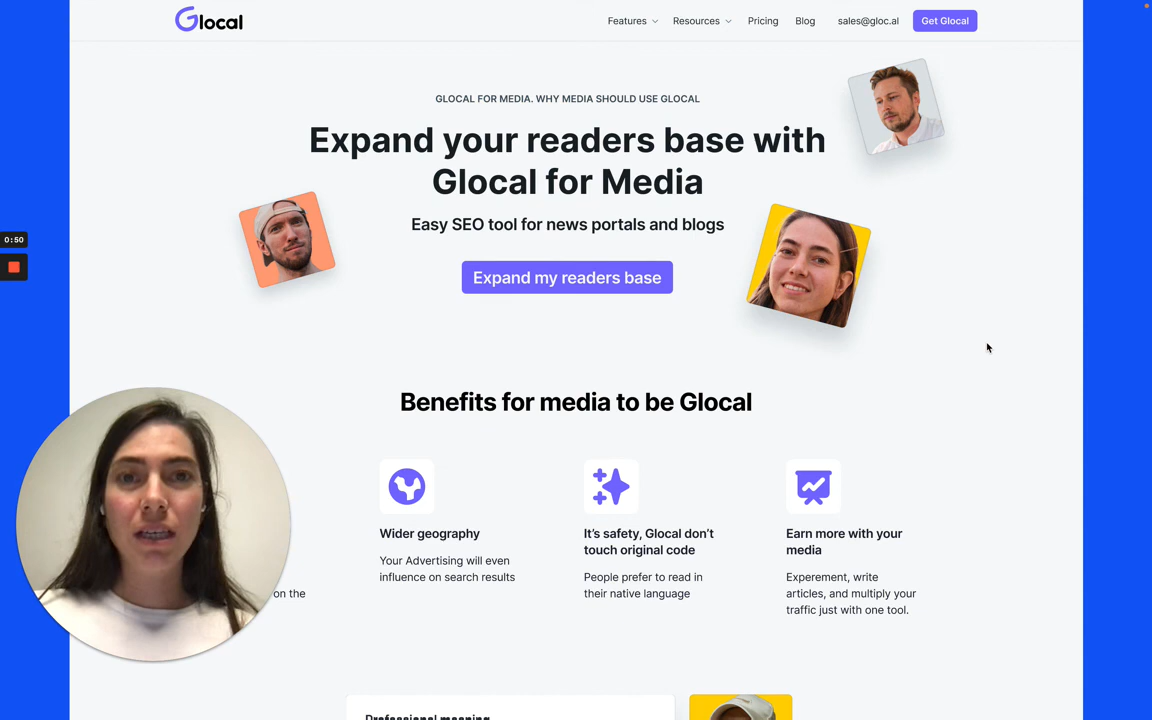 Glocal
Features
Resources
Pricing
Blog
sales@gloc.al
Get Glocal
GLOCAL FOR MEDIA. WHY MEDIA SHOULD USE GLOCAL
Expand your readers base with
Glocal for Media
Easy SEO tool for news portals and blogs
Expand my readers base
0:50
Benefits for media to be Glocal
on the
Wider geography
Your Advertising will even
influence on search results
It's safety, Glocal don't
touch original code
People prefer to read in
their native language
Earn more with your
media
Experement, write
articles, and multiply your
traffic just with one tool.